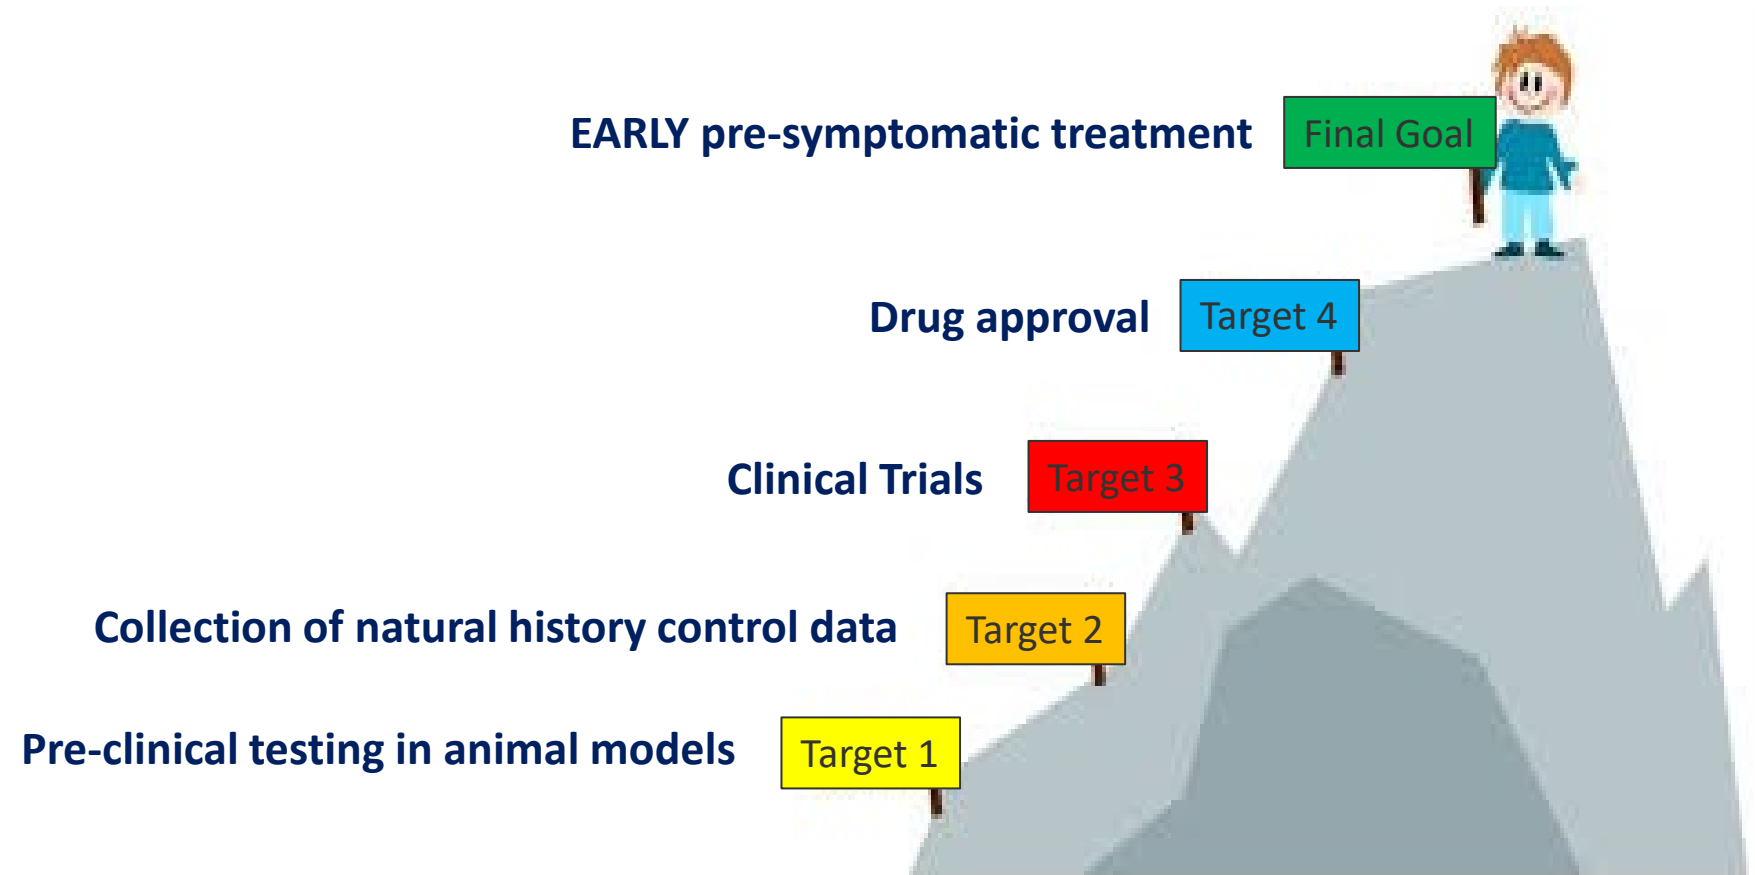 EARLY pre-symptomatic treatment Final Goal
Drug approval Target 4
Clinical Trials Target 3
Collection of natural history control data Target 2
Pre-clinical testing in animal models Target 1